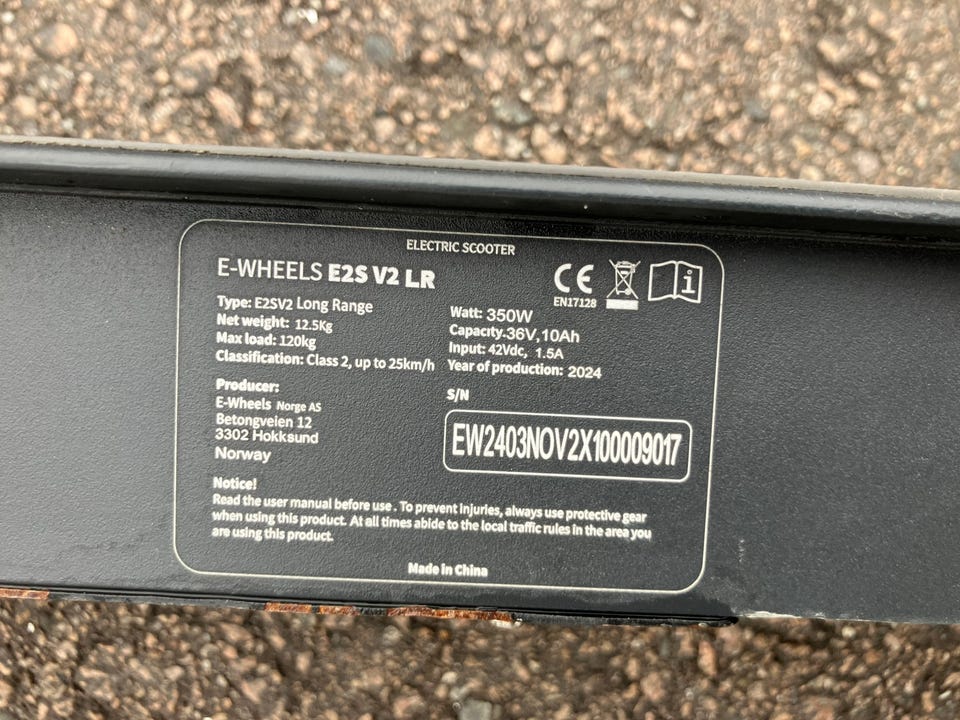 ELECTRIC SCOOTER
E-WHEELS E2S V2 LR
CE
EN17128
Type: E2SV2 Long Range
Net weight: 12.5Kg
Max load: 120kg
Classification: Class 2, up to 25km/h
Watt: 350W
Capacity.36V,10Ah
Input: 42Vdc, 1.5A
Year of production: 2024
Producer:
E-Wheels Norge AS
Betongveien 12
3302 Hokksund
Norway
S/N
EW2403NOV2X100009017
Notice!
Read the user manual before use . To prevent injuries, always use protective gear
when using this product. At all times abide to the local traffic rules in the area you
are using this product.
Made in China